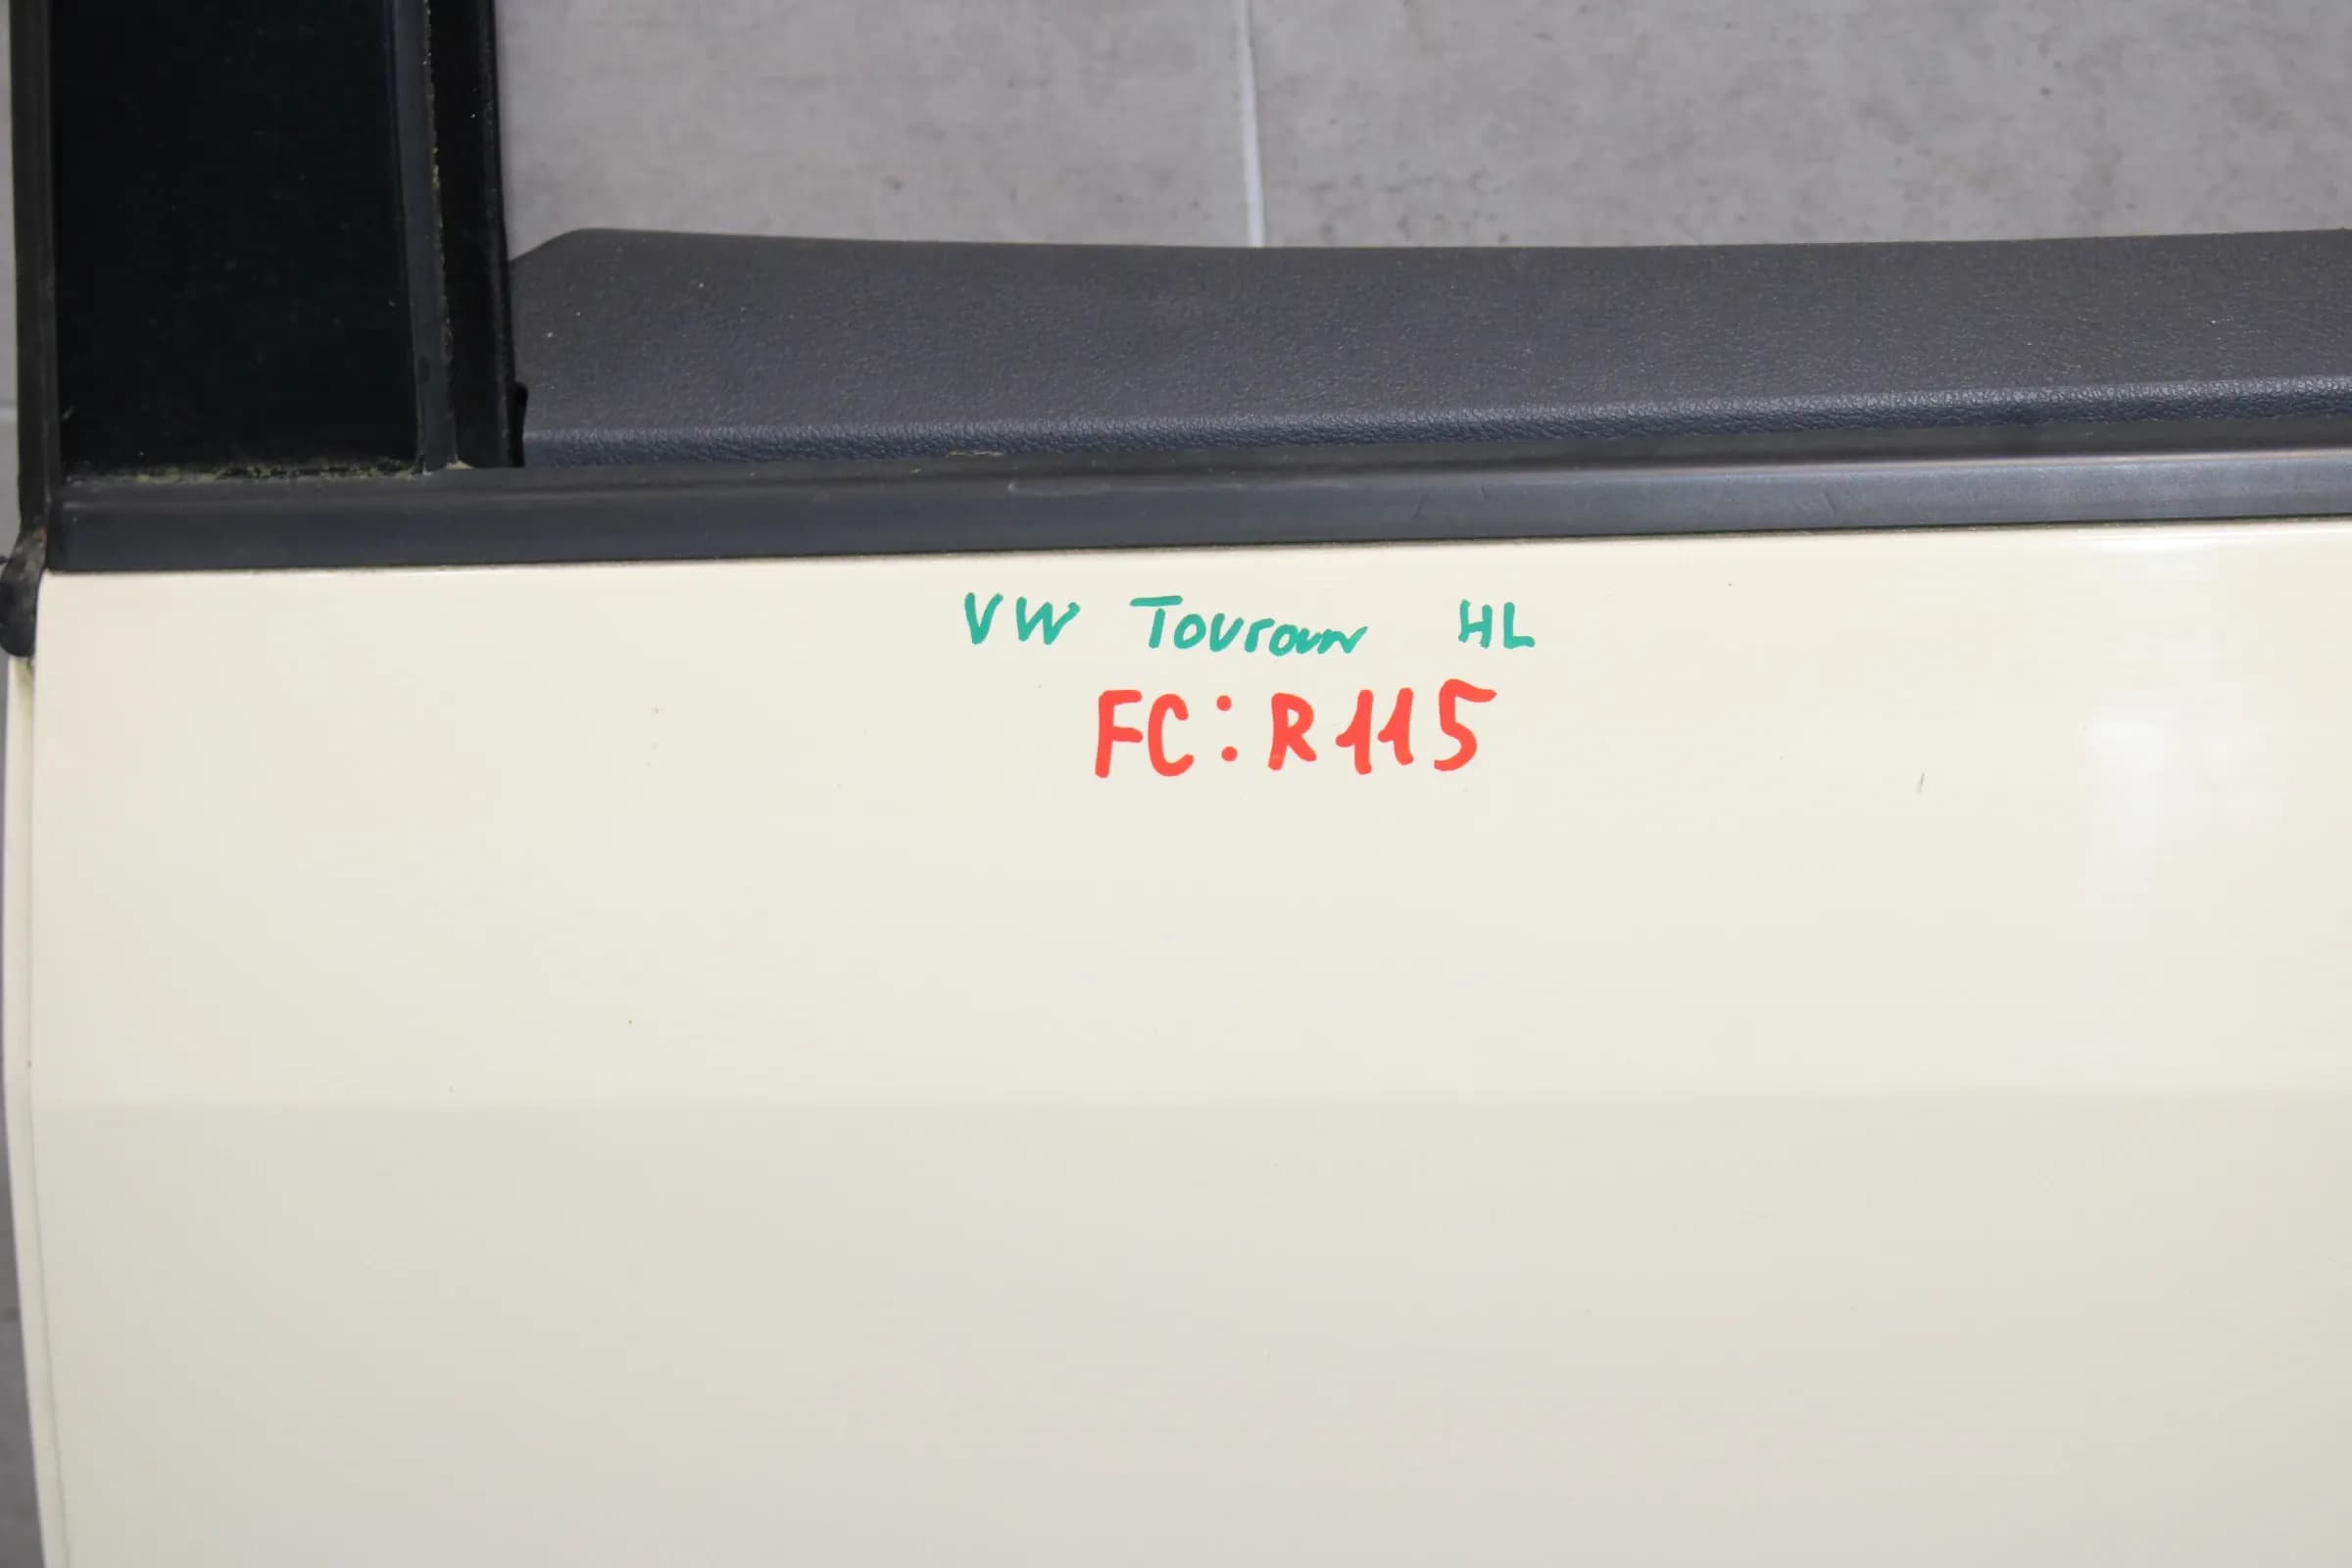 VW Touran HL
FC: R115